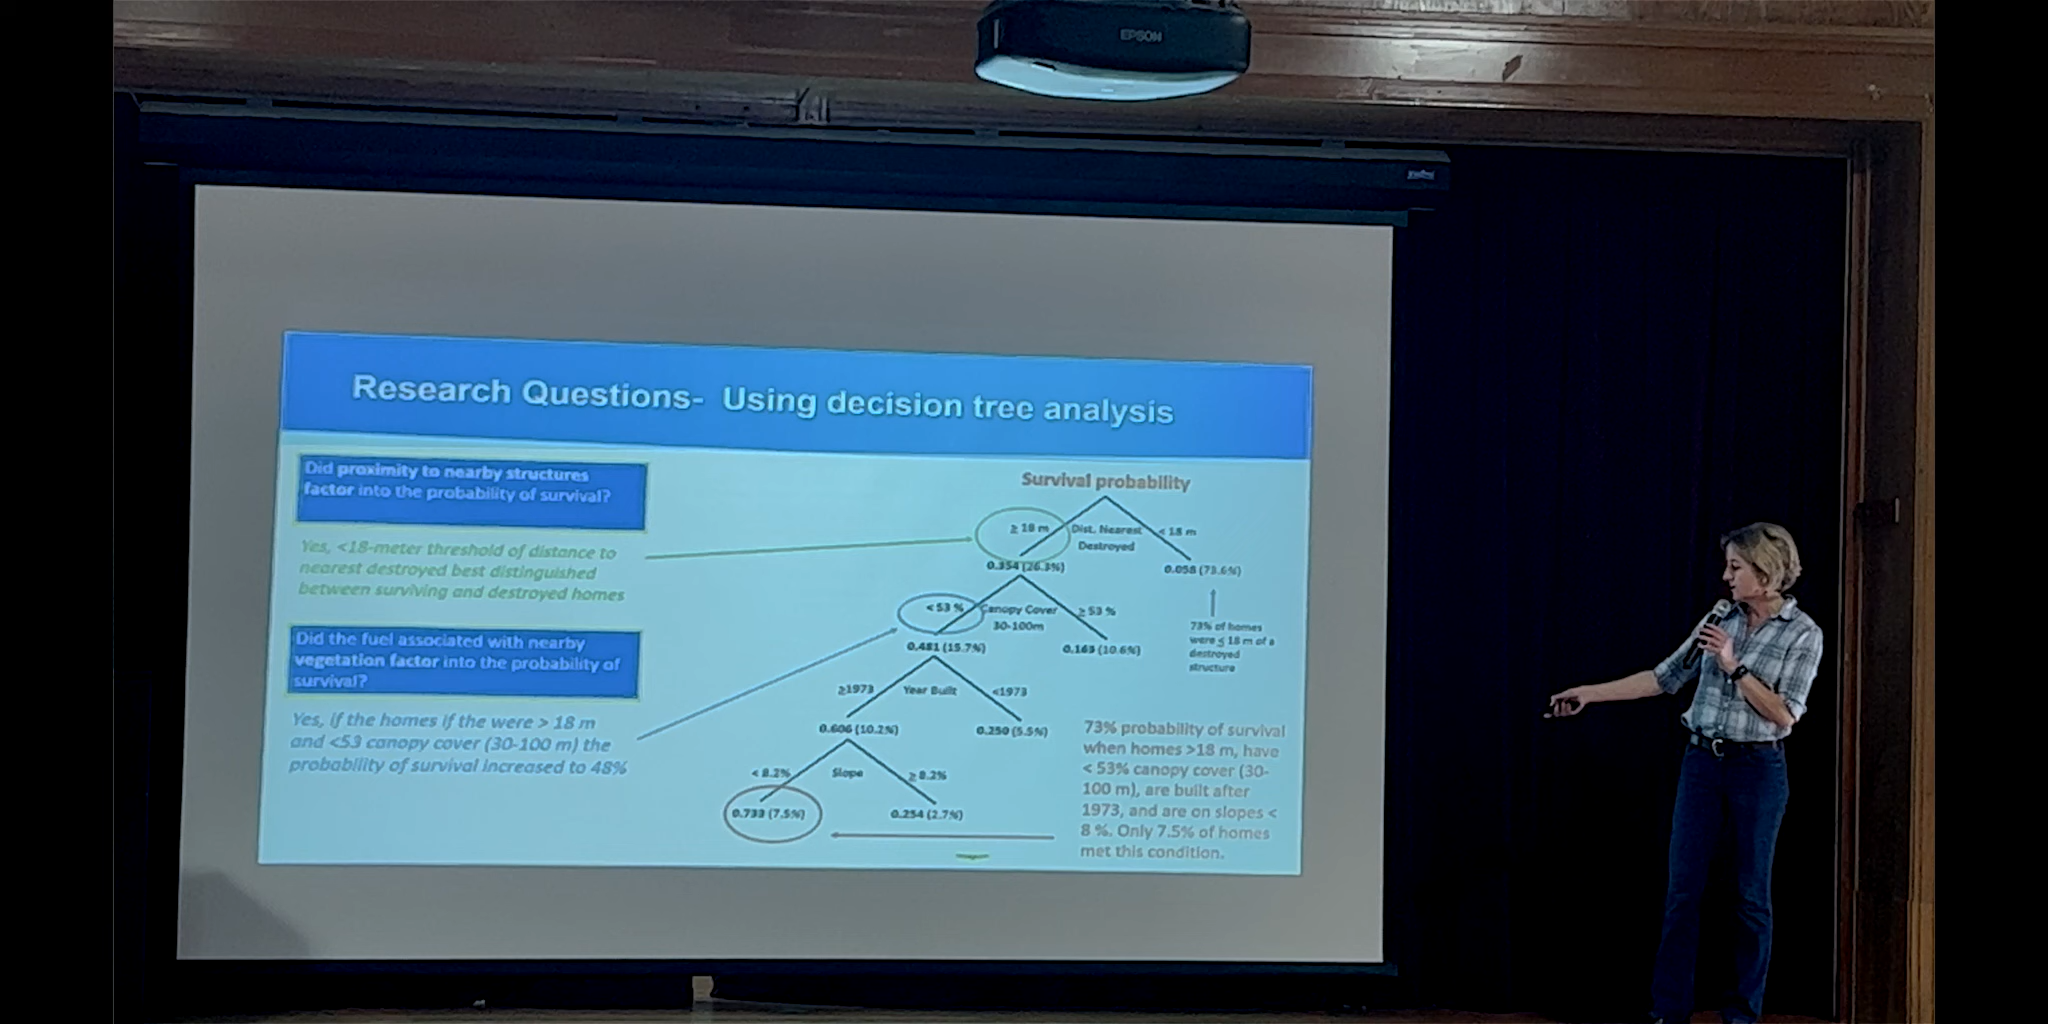 EPSON
Research Questions- Using decision tree analysis
Did proximity to nearby structures
factor into the probability of survival?
Yes, <18-meter threshold of distance to
nearest destroyed best distinguished
between surviving and destroyed homes
Did the fuel associated with nearby
vegetation factor into the probability of
survival?
Yes, if the homes if the were > 18 m
and <53 canopy cover (30-100 m) the
probability of survival increased to 48%
Survival probability
≥ 18 m Dist. Nearest < 18 m
Destroyed
0.354 (26.3%) 0.058 (73.6%)
< 53 % Canopy Cover ≥ 53 %
30-100m
0.481 (15.7%) 0.163 (10.6%)
73% of homes
were ≤ 18 m of a
destroyed
structure
≥1973 Year Built <1973
0.606 (10.2%) 0.250 (5.5%)
< 8.2% Slope ≥ 8.2%
0.733 (7.5%) 0.254 (2.7%)
73% probability of survival
when homes >18 m, have
< 53% canopy cover (30-
100 m), are built after
1973, and are on slopes <
8 %. Only 7.5% of homes
met this condition.